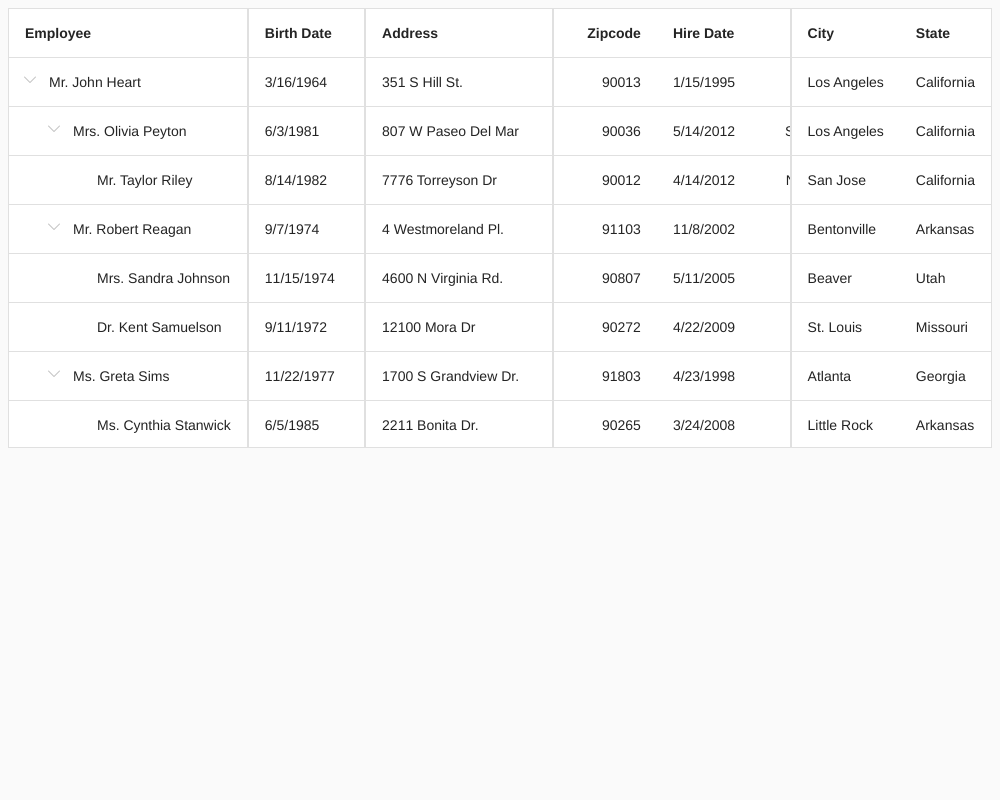 Employee Birth Date Address Zipcode Hire Date City State
Mr. John Heart 3/16/1964 351 S Hill St. 90013 1/15/1995 Los Angeles California
Mrs. Olivia Peyton 6/3/1981 807 W Paseo Del Mar 90036 5/14/2012 Los Angeles California
Mr. Taylor Riley 8/14/1982 7776 Torreyson Dr 90012 4/14/2012 San Jose California
Mr. Robert Reagan 9/7/1974 4 Westmoreland Pl. 91103 11/8/2002 Bentonville Arkansas
Mrs. Sandra Johnson 11/15/1974 4600 N Virginia Rd. 90807 5/11/2005 Beaver Utah
Dr. Kent Samuelson 9/11/1972 12100 Mora Dr 90272 4/22/2009 St. Louis Missouri
Ms. Greta Sims 11/22/1977 1700 S Grandview Dr. 91803 4/23/1998 Atlanta Georgia
Ms. Cynthia Stanwick 6/5/1985 2211 Bonita Dr. 90265 3/24/2008 Little Rock Arkansas